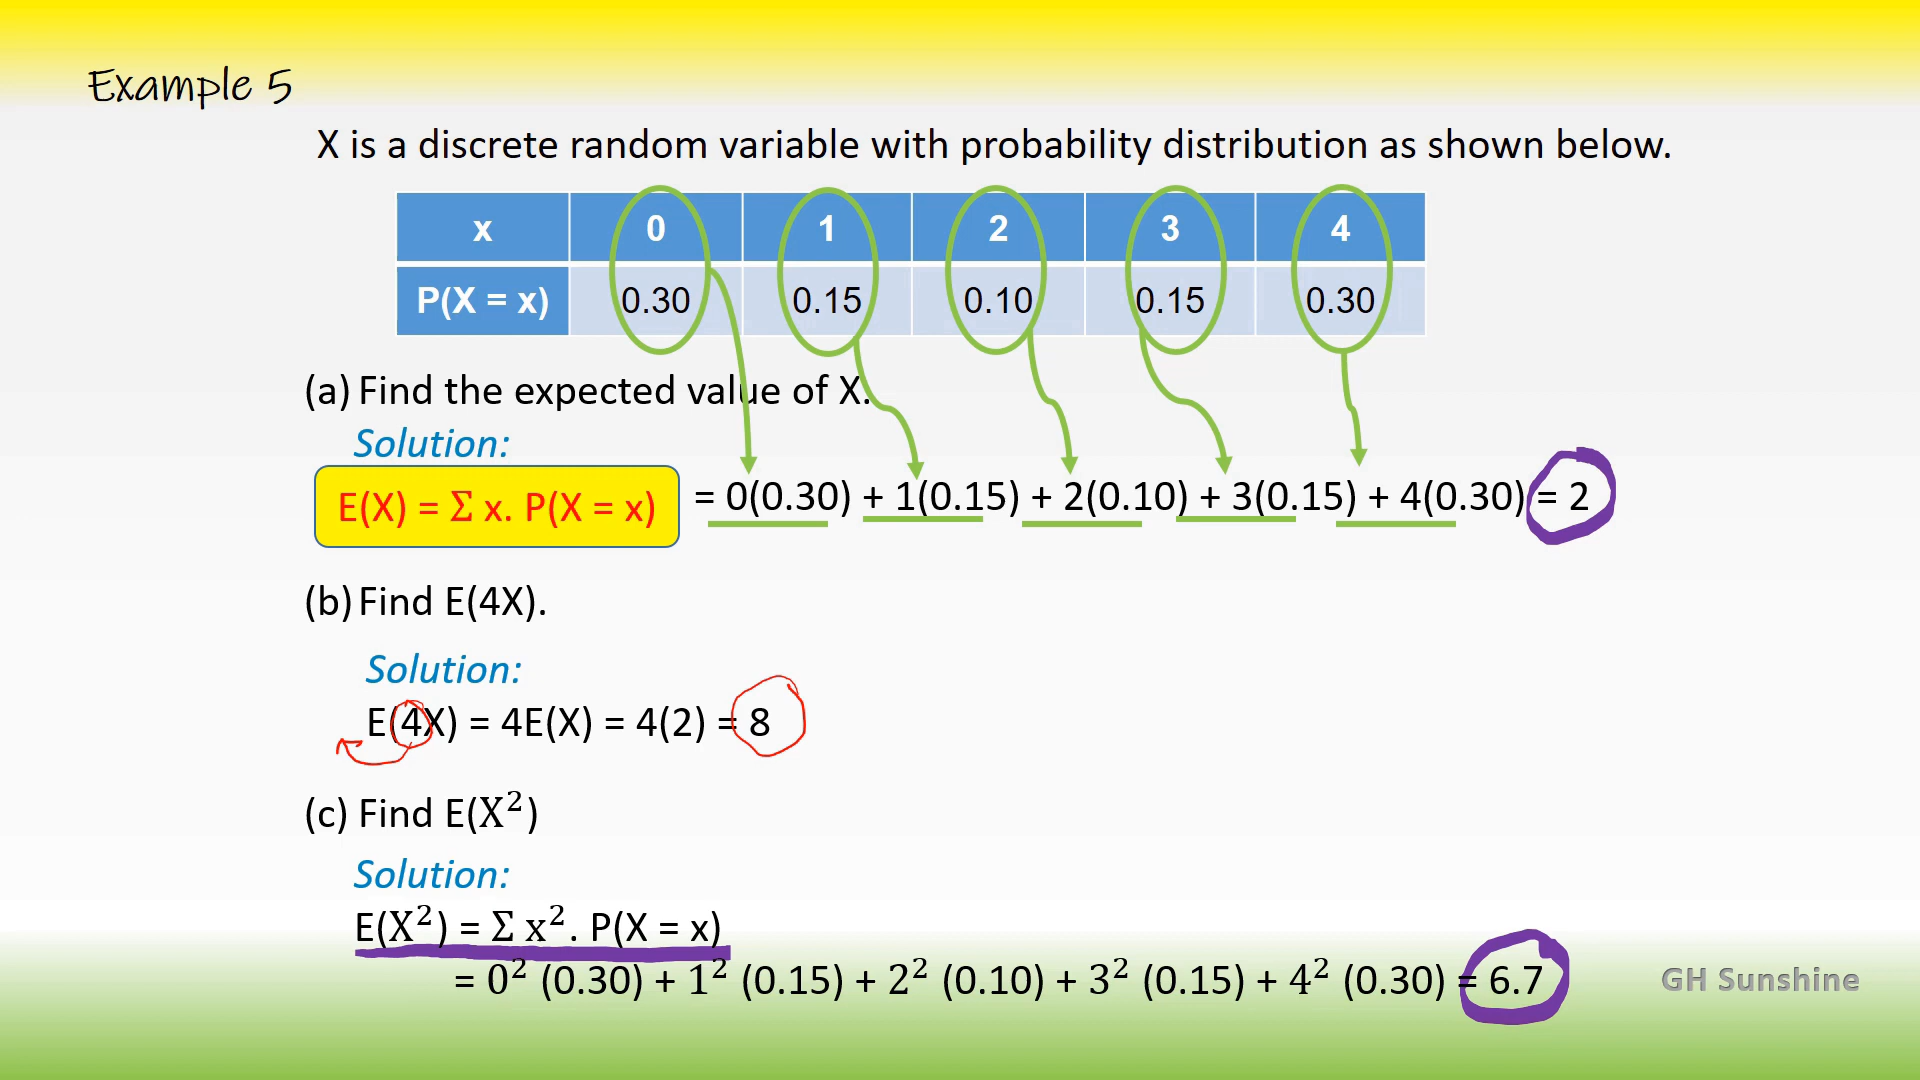 Example 5
X is a discrete random variable with probability distribution as shown below.
x 0 1 2 3 4
P(X = x) 0.30 0.15 0.10 0.15 0.30
(a) Find the expected value of X.
Solution:
E(X) = Σ x. P(X = x) = 0(0.30) + 1(0.15) + 2(0.10) + 3(0.15) + 4(0.30) = 2
(b) Find E(4X).
Solution:
E(4X) = 4E(X) = 4(2) = 8
(c) Find E(X²)
Solution:
E(X²) = Σ x². P(X = x)
= 0² (0.30) + 1² (0.15) + 2² (0.10) + 3² (0.15) + 4² (0.30) = 6.7
GH Sunshine